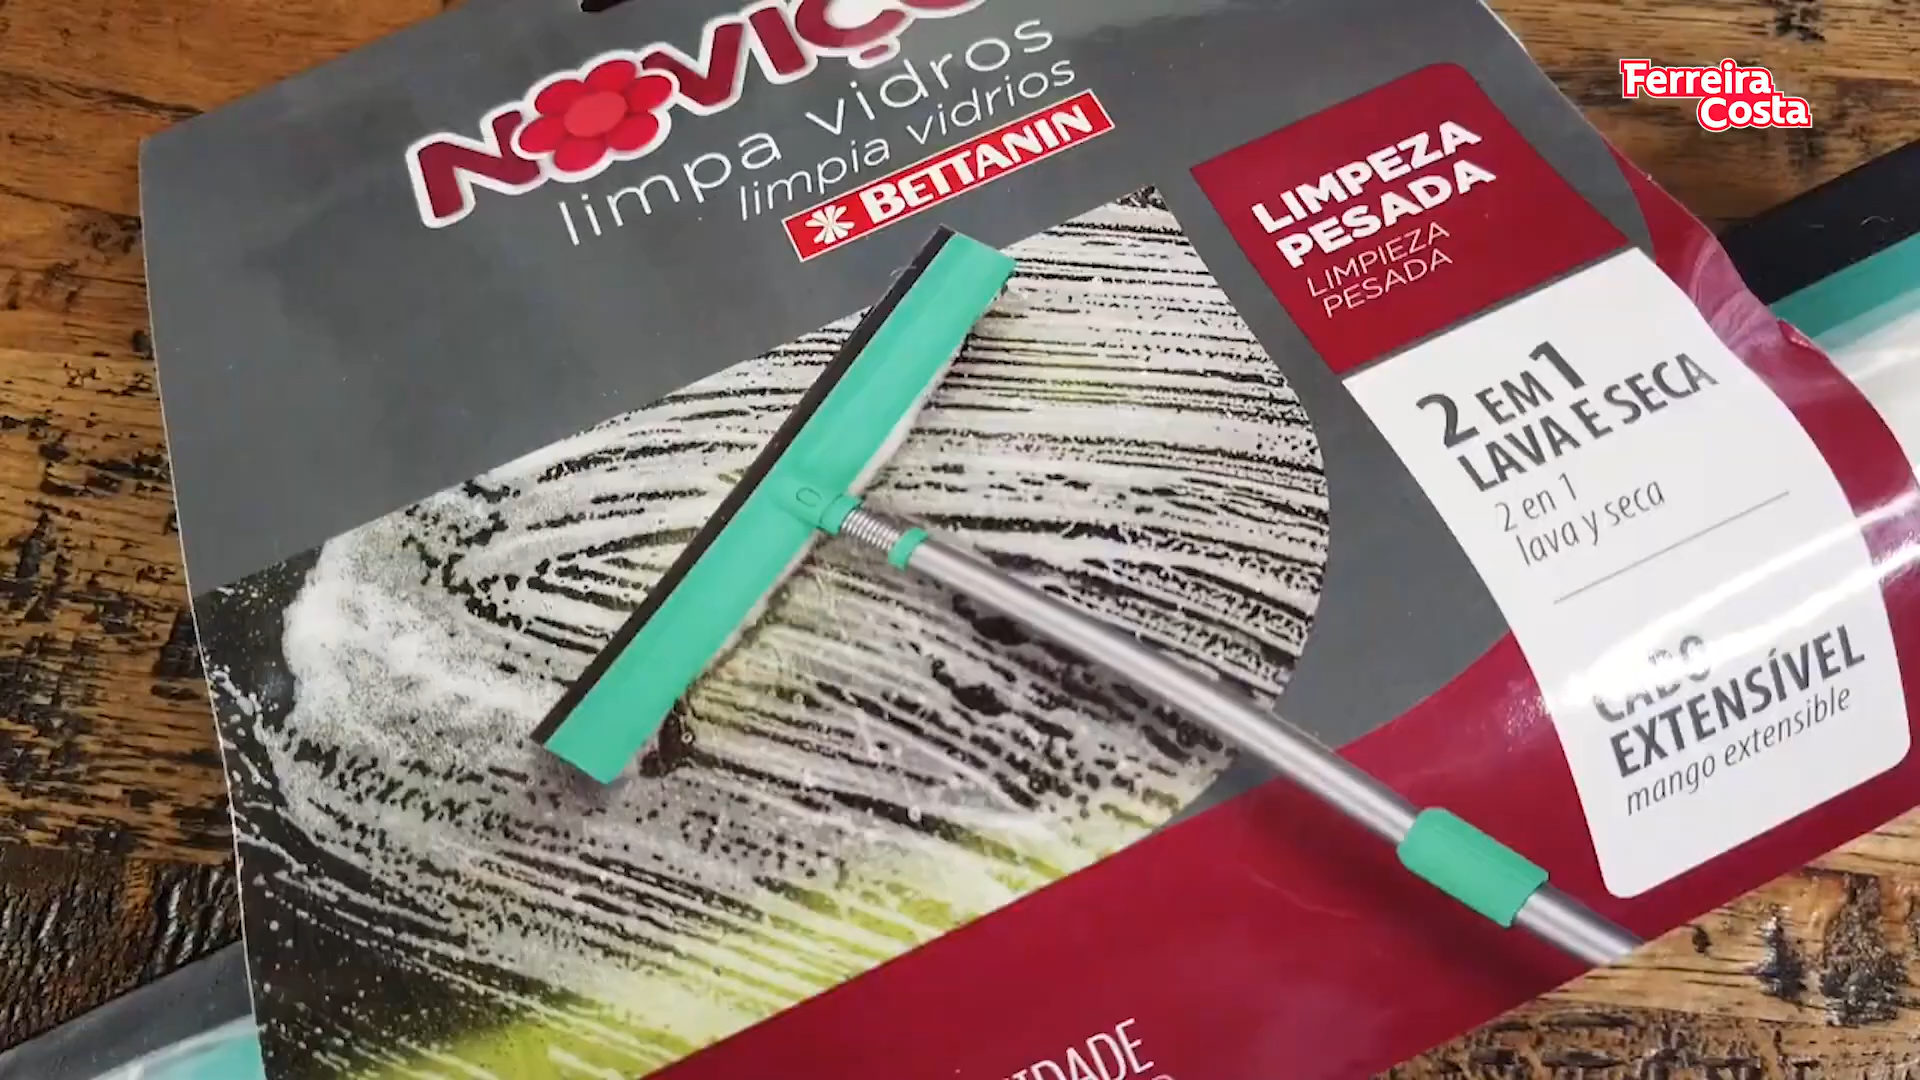 limpa vidros
limpia vidrios
BETTANIN
LIMPEZA
PESADA
LIMPIEZA
PESADA
2 EM 1
LAVA E SECA
2 en 1
lava y seca
CABO
EXTENSÍVEL
mango extensible
Ferreira
Costa